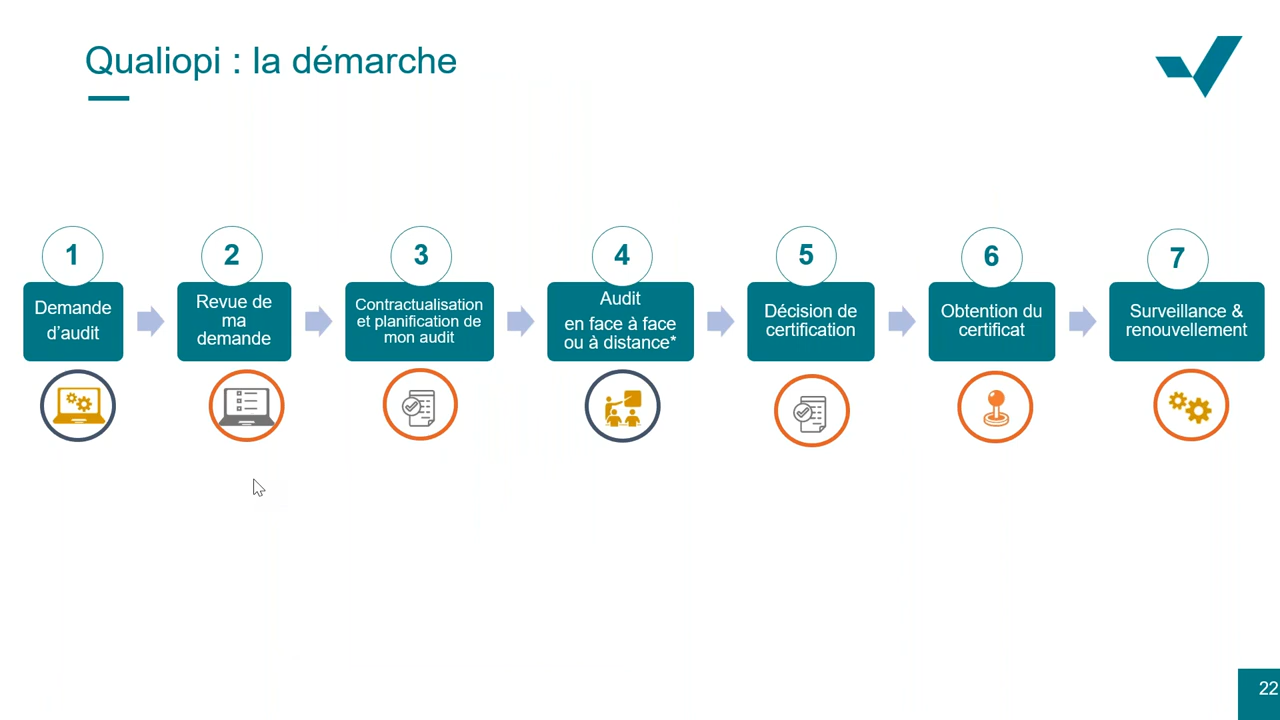 Qualiopi : la démarche
1
Demande
d'audit
2
Revue de
ma
demande
3
Contractualisation
et planification de
mon audit
4
Audit
en face à face
ou à distance*
5
Décision de
certification
6
Obtention du
certificat
7
Surveillance &
renouvellement
22